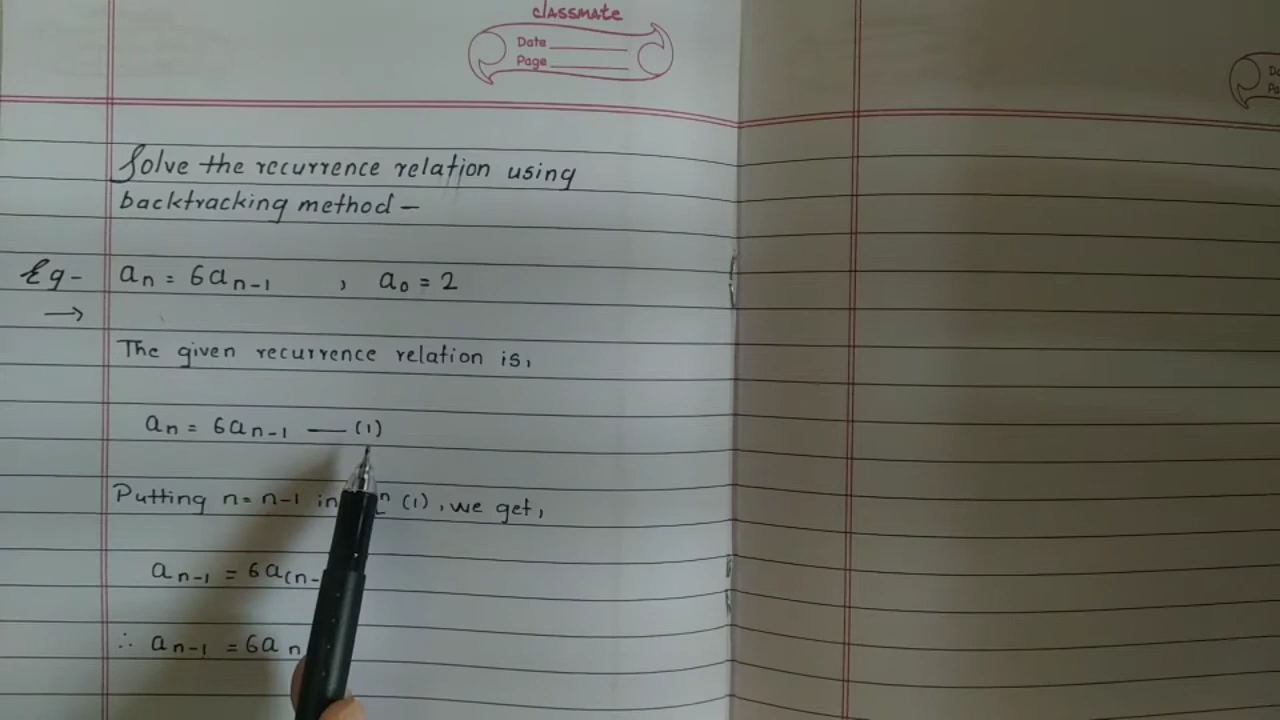 classmate
Date
Page
Solve the recurrence relation using
backtracking method –
Eg- aₙ = 6aₙ₋₁ , a₀ = 2
→
The given recurrence relation is,
aₙ = 6aₙ₋₁ — (1)
Putting n = n-1 in (1), we get,
aₙ₋₁ = 6a₍ₙ₋
∴ aₙ₋₁ = 6aₙ